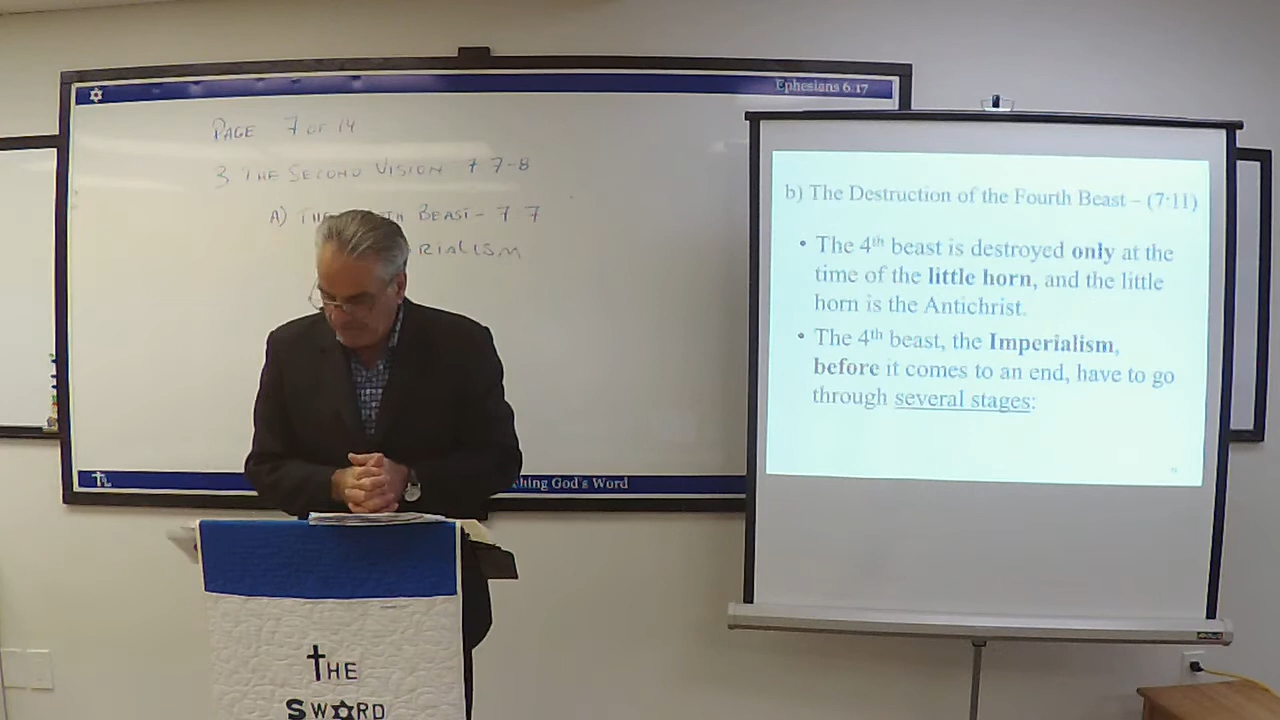 Ephesians 6:17
PAGE 7 OF 14
3 THE SECOND VISION 7 7-8
A) BEAST - 7 7
b) The Destruction of the Fourth Beast – (7:11)
• The 4th beast is destroyed only at the
time of the little horn, and the little
horn is the Antichrist.
• The 4th beast, the Imperialism,
before it comes to an end, have to go
through several stages:
God's Word
THE
SWORD